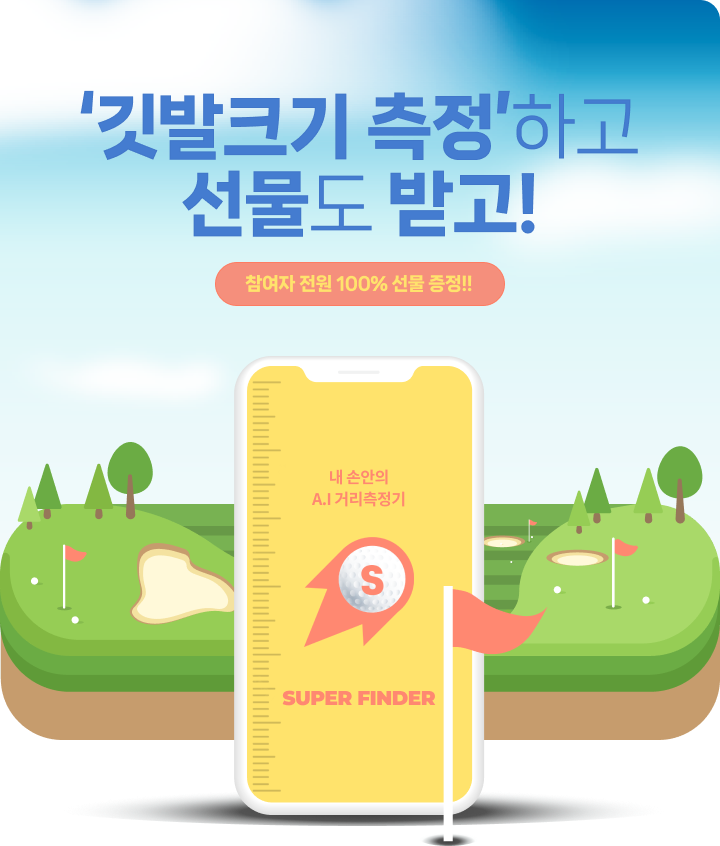 ‘깃발크기 측정’하고
선물도 받고!
참여자 전원 100% 선물 증정!!
내 손안의
A.I 거리측정기
S
SUPER FINDER